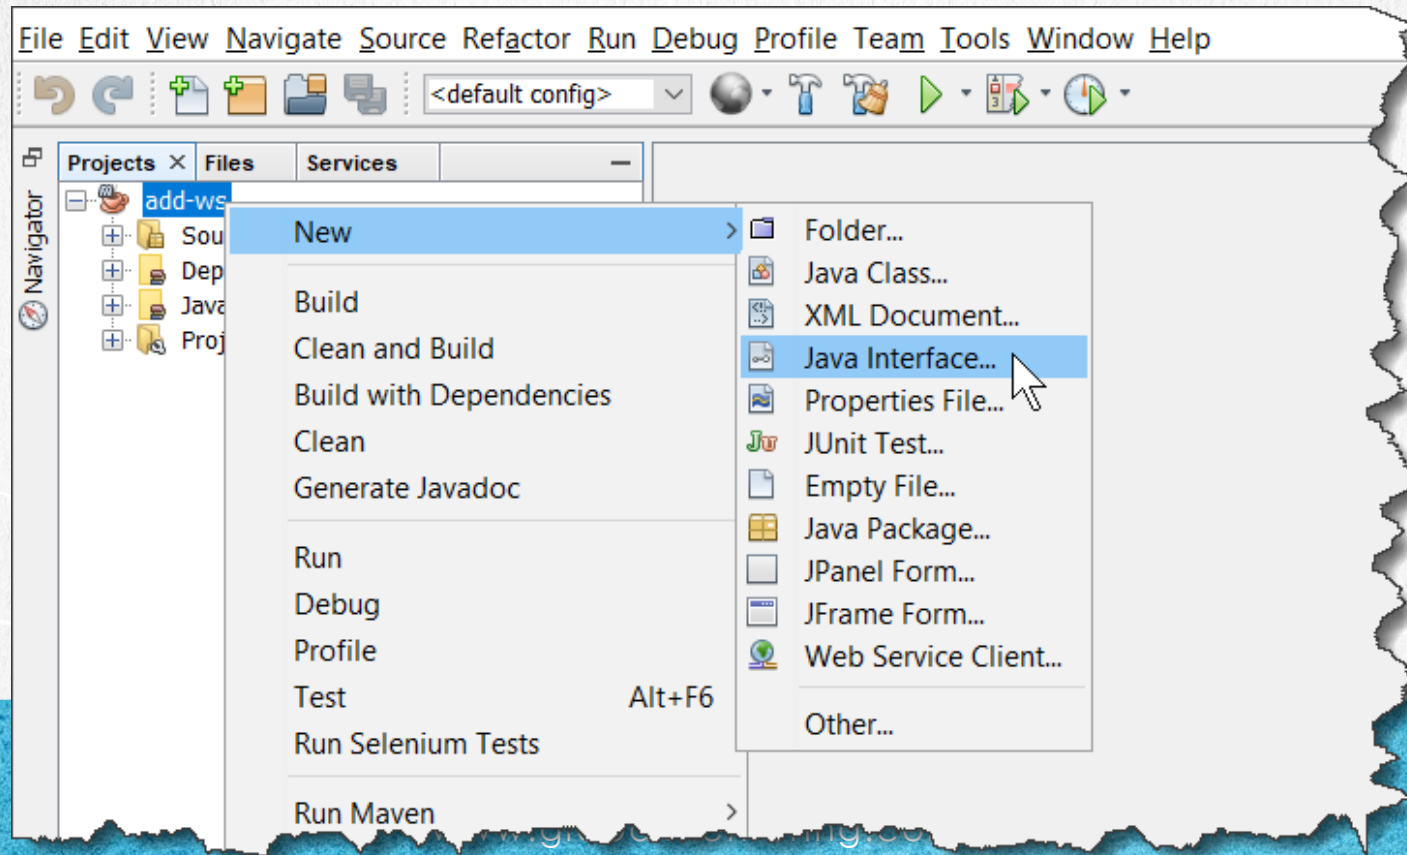 File Edit View Navigate Source Refactor Run Debug Profile Team Tools Window Help
<default config>
Projects Files Services
Navigator
add-ws
Sou
Dep
Java
Proj
New
Build
Clean and Build
Build with Dependencies
Clean
Generate Javadoc
Run
Debug
Profile
Test Alt+F6
Run Selenium Tests
Run Maven
Folder...
Java Class...
XML Document...
Java Interface...
Properties File...
JUnit Test...
Empty File...
Java Package...
JPanel Form...
JFrame Form...
Web Service Client...
Other...